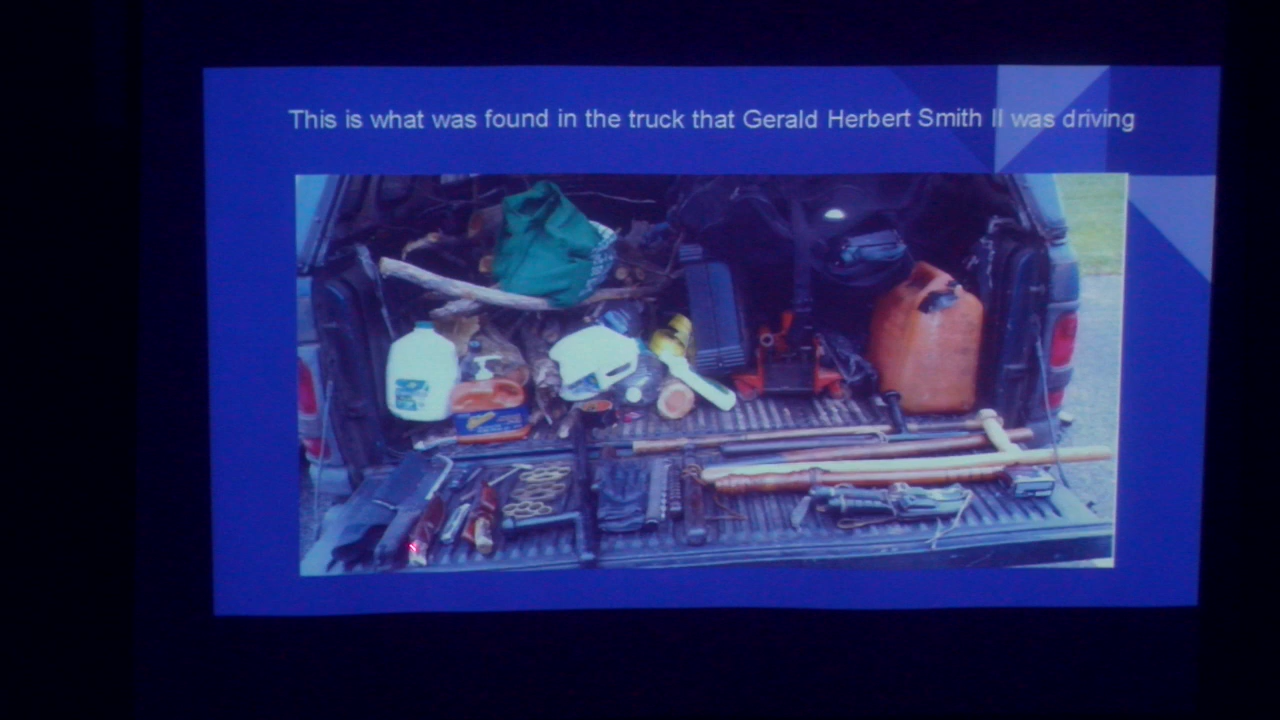 This is what was found in the truck that Gerald Herbert Smith II was driving